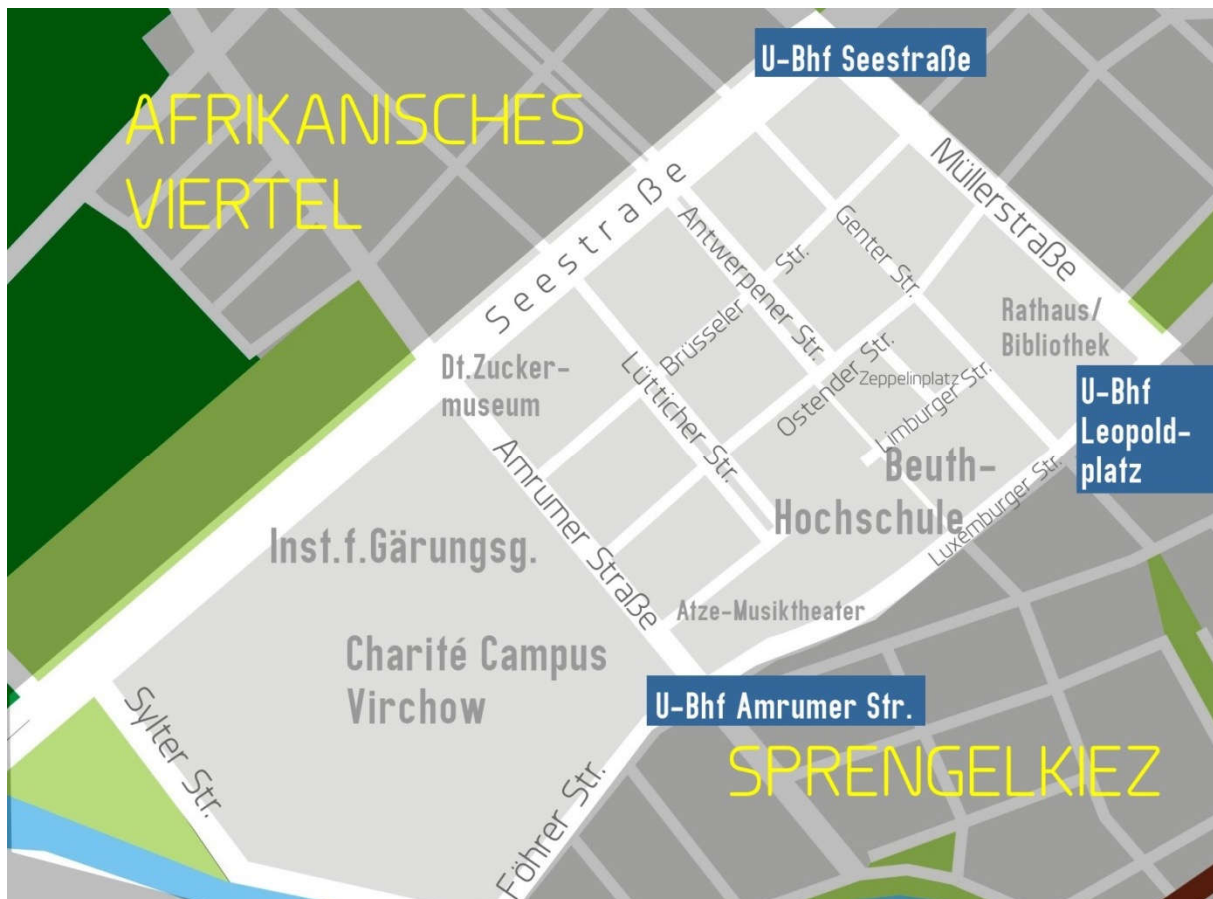 U-Bhf Seestraße
AFRIKANISCHES
VIERTEL
Seestraße
Müllerstraße
Antwerpener Str.
Genter Str.
Brüsseler Str.
Rathaus/
Bibliothek
Dt.Zucker-
museum
Lütticher Str.
Ostender Str.
Zeppelinplatz
Limburger Str.
U-Bhf
Leopold-
platz
Amrumer Straße
Beuth-
Hochschule
Luxemburger Str.
Inst.f.Gärungsg.
Atze-Musiktheater
Charité Campus
Virchow
U-Bhf Amrumer Str.
Sylter Str.
SPRENGELKIEZ
Föhrer Str.